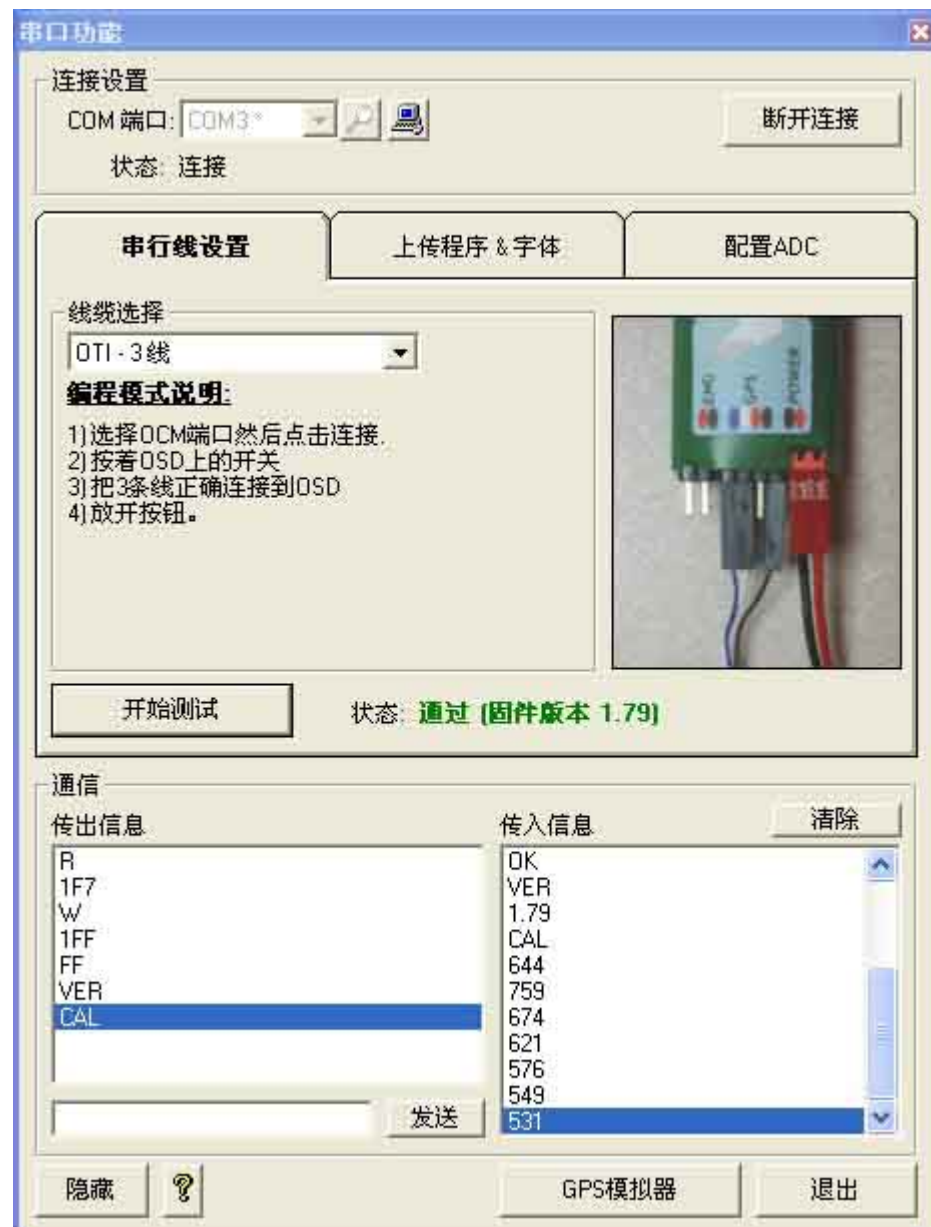 串口功能
连接设置
COM 端口: COM3*
断开连接
状态: 连接
串行线设置
上传程序 & 字体
配置ADC
线缆选择
OTI - 3线
编程模式说明:
1)选择OCM端口然后点击连接.
2)按着OSD上的开关
3)把3条线正确连接到OSD
4)放开按钮。
GPS
POWER
开始测试
状态: 通过 (固件版本 1.79)
通信
传出信息
R
1F7
W
1FF
FF
VER
CAL
发送
传入信息
清除
OK
VER
1.79
CAL
644
759
674
621
576
549
531
隐藏
?
GPS模拟器
退出